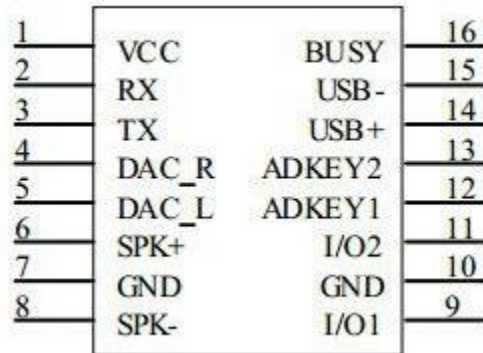 1 VCC BUSY 16
2 RX USB- 15
3 TX USB+ 14
4 DAC_R ADKEY2 13
5 DAC_L ADKEY1 12
6 SPK+ I/O2 11
7 GND GND 10
8 SPK- I/O1 9